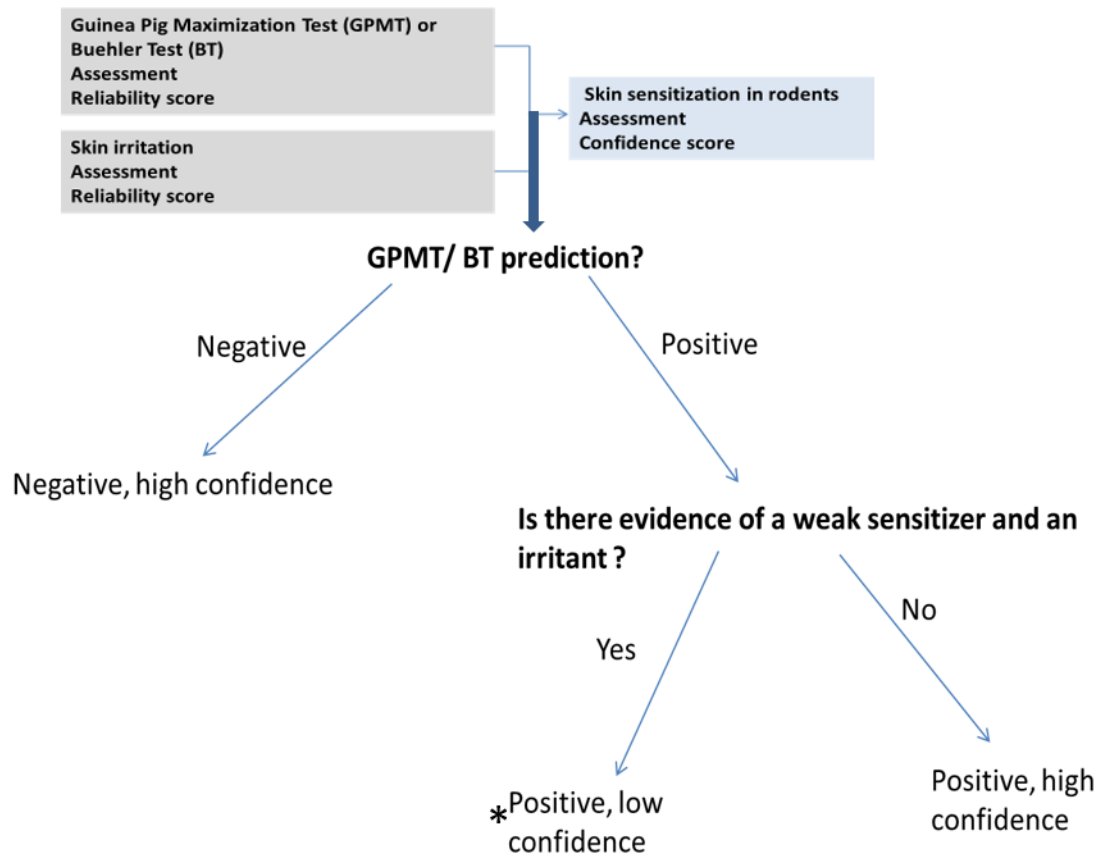 Guinea Pig Maximization Test (GPMT) or
Buehler Test (BT)
Assessment
Reliability score
Skin sensitization in rodents
Assessment
Confidence score
Skin irritation
Assessment
Reliability score
GPMT/ BT prediction?
Negative
Positive
Negative, high confidence
Is there evidence of a weak sensitizer and an
irritant ?
Yes
No
*Positive, low
confidence
Positive, high
confidence